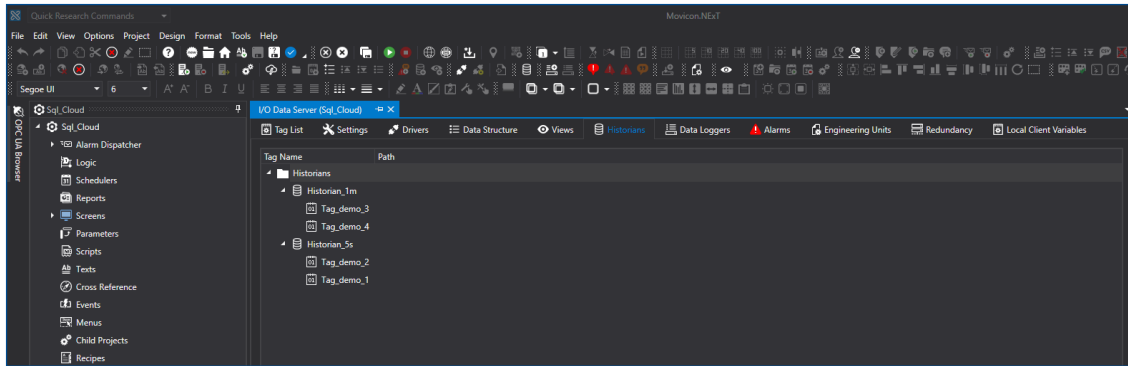 Quick Research Commands
Movicon.NExT
File Edit View Options Project Design Format Tools Help
Segoe UI 6 A A B I U
OPC UA Browser
Sql_Cloud
I/O Data Server (Sql_Cloud)
Sql_Cloud
Tag List Settings Drivers Data Structure Views Historians Data Loggers Alarms Engineering Units Redundancy Local Client Variables
Alarm Dispatcher
Logic
Schedulers
Reports
Screens
Parameters
Scripts
Texts
Cross Reference
Events
Menus
Child Projects
Recipes
Tag Name Path
Historians
Historian_1m
Tag_demo_3
Tag_demo_4
Historian_5s
Tag_demo_2
Tag_demo_1